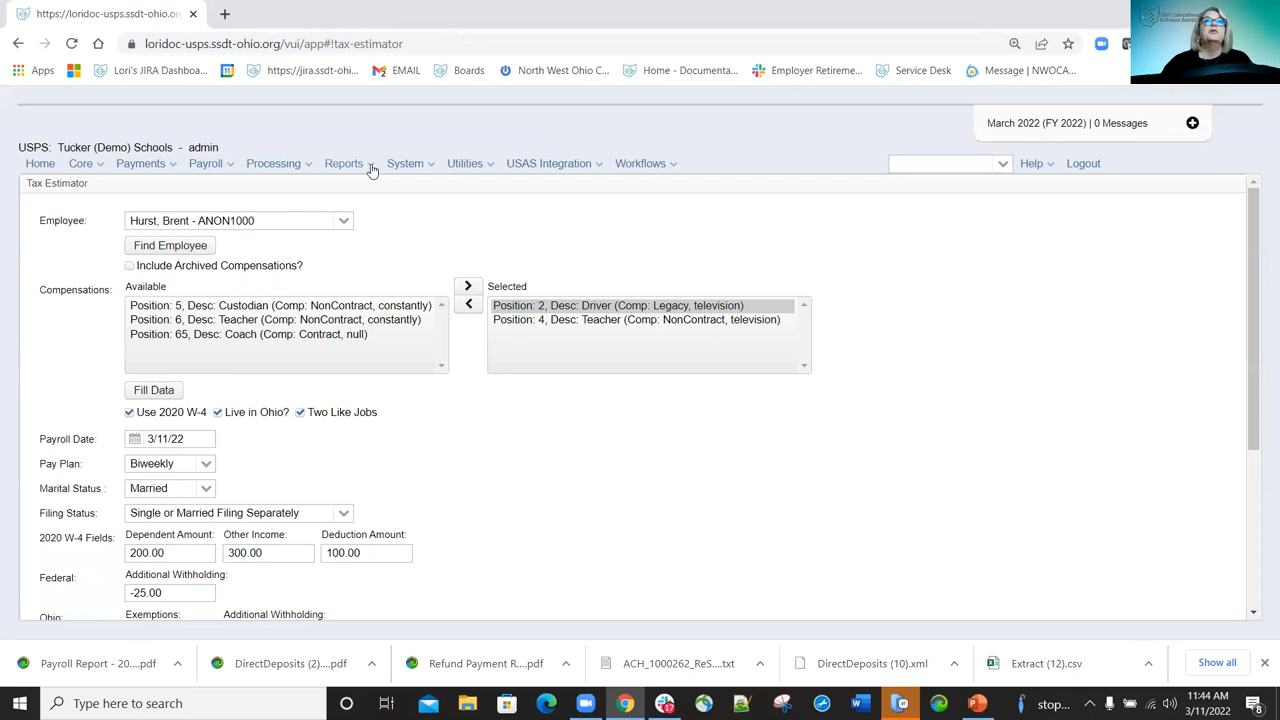 https://loridoc-usps.ssdt-ohio.org
loridoc-usps.ssdt-ohio.org/vui/app#!tax-estimator
Apps Lori's JIRA Dashboa... https://jira.ssdt-ohi... EMAIL Boards North West Ohio C... Home - Documenta... Employer Retireme... Service Desk Message | NWOCA...
March 2022 (FY 2022) | 0 Messages
USPS: Tucker (Demo) Schools - admin
Home Core Payments Payroll Processing Reports System Utilities USAS Integration Workflows Help Logout
Tax Estimator
Employee: Hurst, Brent - ANON1000
Find Employee
Include Archived Compensations?
Compensations: Available Selected
Position: 5, Desc: Custodian (Comp: NonContract, constantly) Position: 2, Desc: Driver (Comp: Legacy, television)
Position: 6, Desc: Teacher (Comp: NonContract, constantly) Position: 4, Desc: Teacher (Comp: NonContract, television)
Position: 65, Desc: Coach (Comp: Contract, null)
Fill Data
Use 2020 W-4 Live in Ohio? Two Like Jobs
Payroll Date: 3/11/22
Pay Plan: Biweekly
Marital Status : Married
Filing Status: Single or Married Filing Separately
2020 W-4 Fields: Dependent Amount: Other Income: Deduction Amount:
200.00 300.00 100.00
Federal: Additional Withholding:
-25.00
Ohio: Exemptions: Additional Withholding:
Payroll Report - 20....pdf DirectDeposits (2)....pdf Refund Payment R....pdf ACH_1000262_ReS....txt DirectDeposits (10).xml Extract (12).csv Show all
Type here to search
17
stop...
11:44 AM
3/11/2022
8